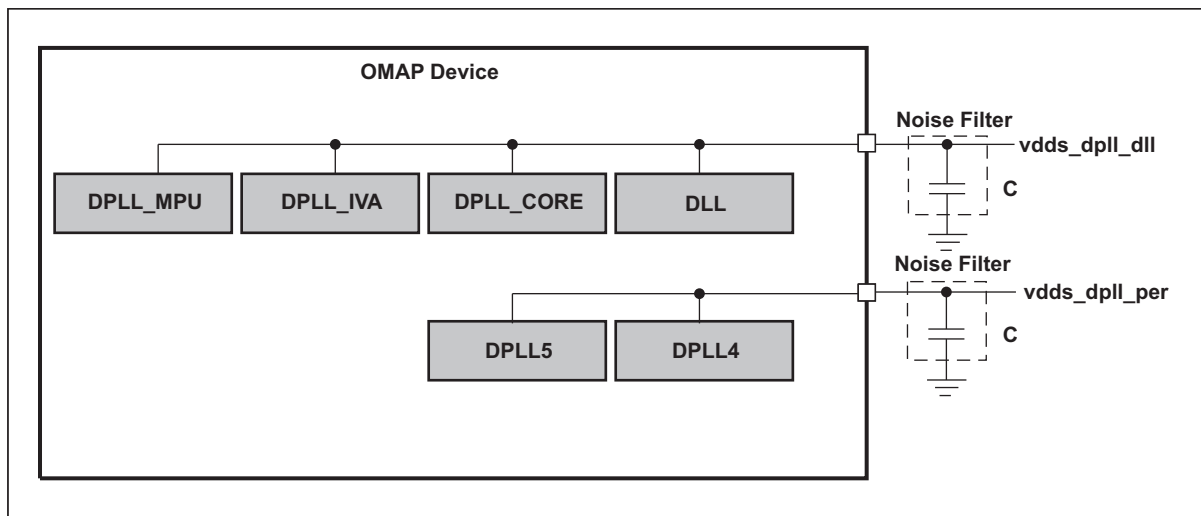 OMAP Device
Noise Filter
vdds_dpll_dll
C
DPLL_MPU
DPLL_IVA
DPLL_CORE
DLL
Noise Filter
vdds_dpll_per
C
DPLL5
DPLL4